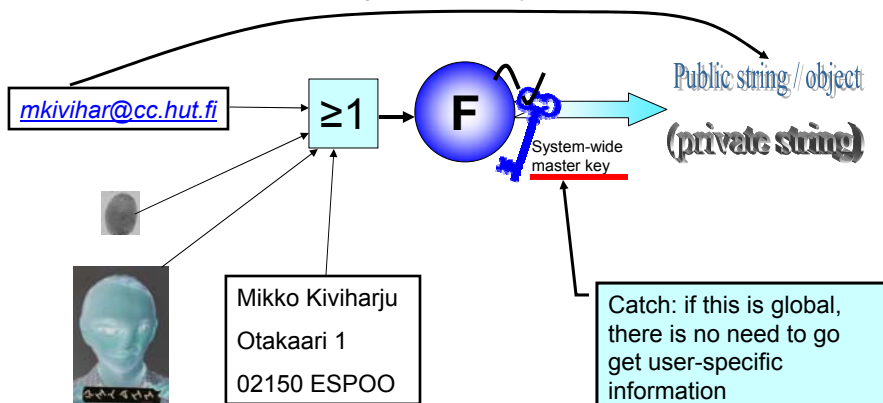 mkivihar@cc.hut.fi
≥1
F
System-wide
master key
Public string / object
(private string)
Mikko Kiviharju
Otakaari 1
02150 ESPOO
Catch: if this is global,
there is no need to go
get user-specific
information